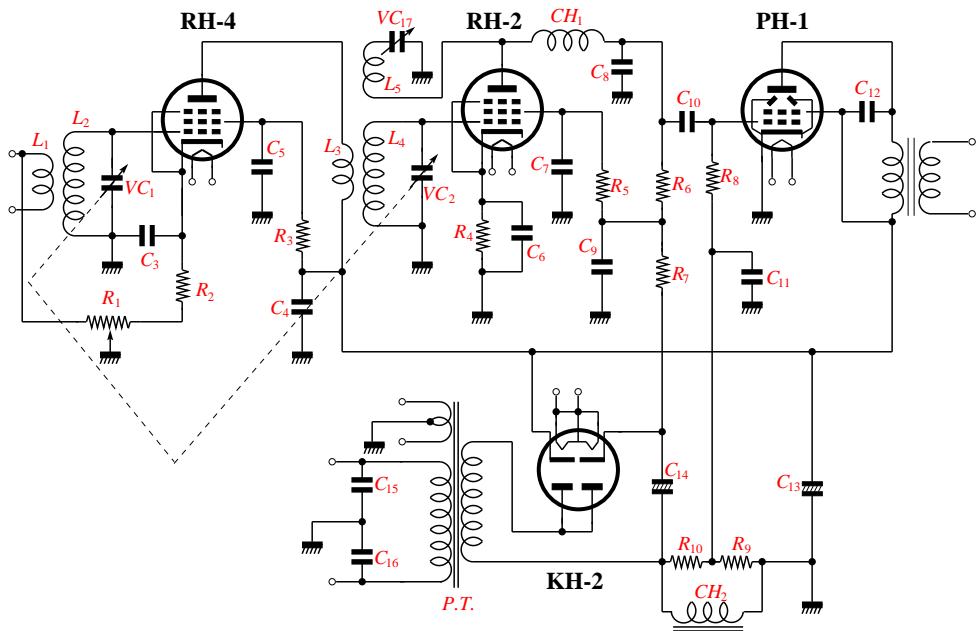 RH-4
RH-2
PH-1
VC17
CH1
L5
C8
C12
C10
L1
L2
C5
L3
L4
C7
R5
R6
R8
VC1
VC2
C3
R3
R4
C6
C9
R7
C11
R1
R2
C4
C14
C15
C13
C16
R10
R9
KH-2
P.T.
CH2